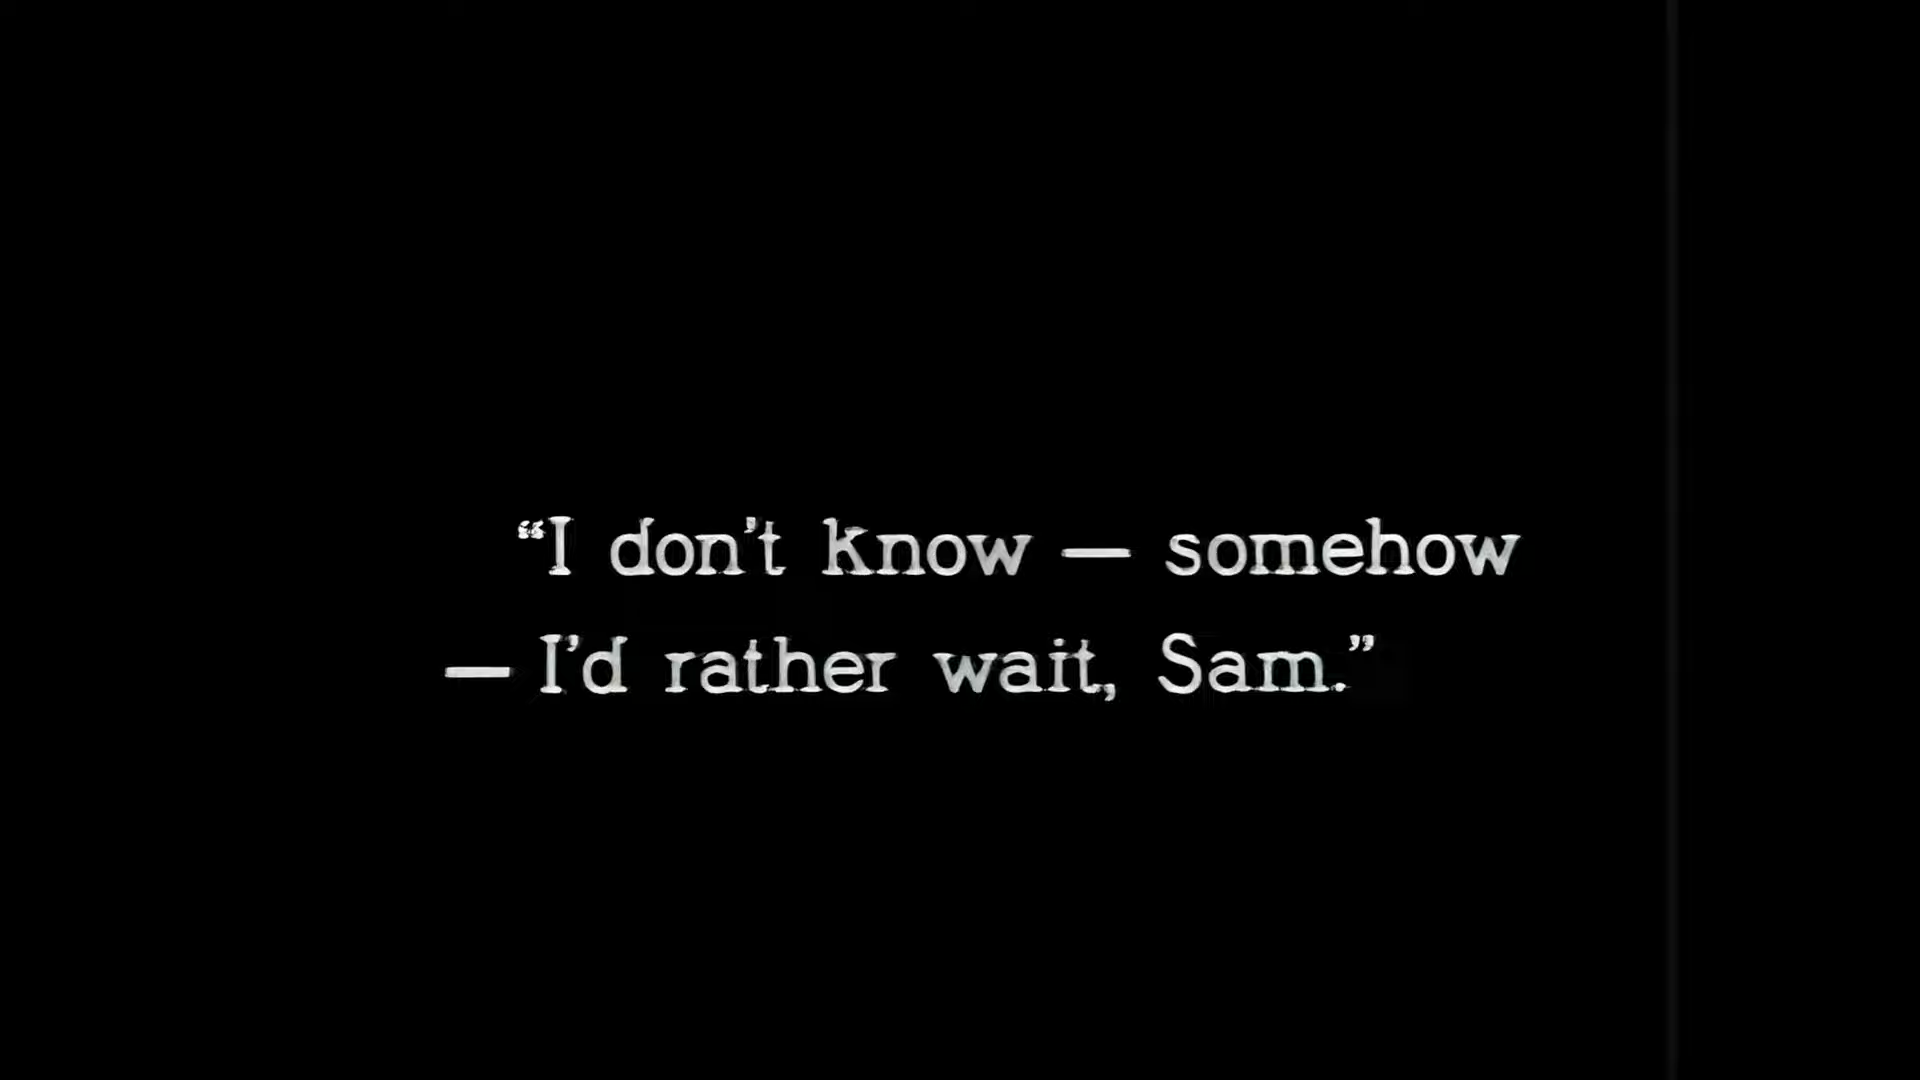 “I don't know — somehow
— I'd rather wait, Sam.”